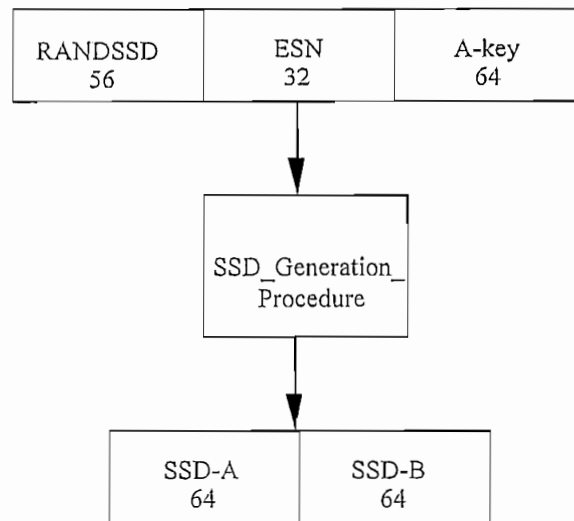 RANDSSD ESN A-key
56 32 64
SSD_Generation_
Procedure
SSD-A SSD-B
64 64